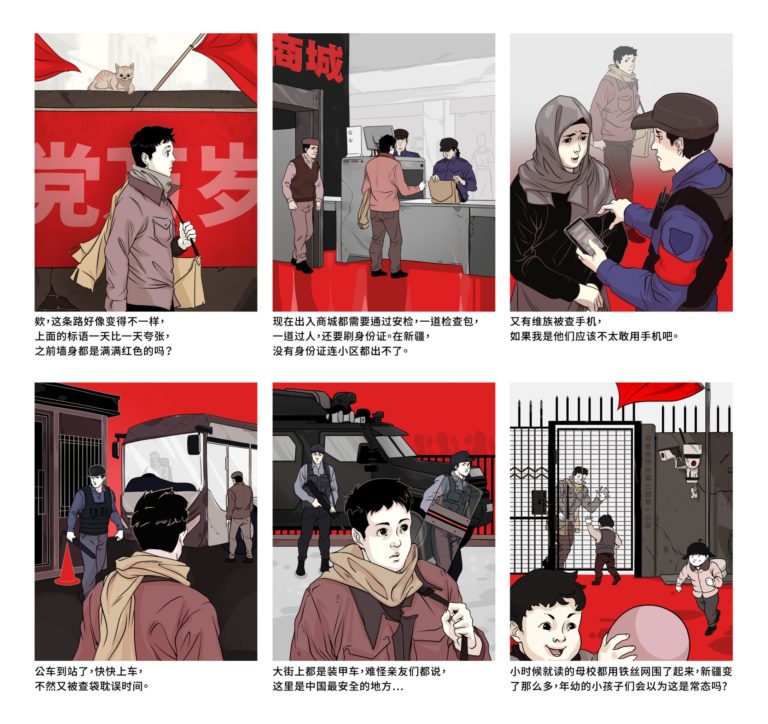 党万岁
欸，这条路好像变得不一样，
上面的标语一天比一天夸张，
之前墙身都是满满红色的吗？
商城
现在出入商城都需要通过安检，一道检查包，
一道过人，还要刷身份证。在新疆，
没有身份证连小区都出不了。
又有维族被查手机，
如果我是他们应该不太敢用手机吧。
公车到站了，快快上车，
不然又被查袋耽误时间。
大街上都是装甲车，难怪亲友们都说，
这里是中国最安全的地方...
小时候就读的母校都用铁丝网围了起来，新疆变
了那么多，年幼的小孩子们会以为这是常态吗?